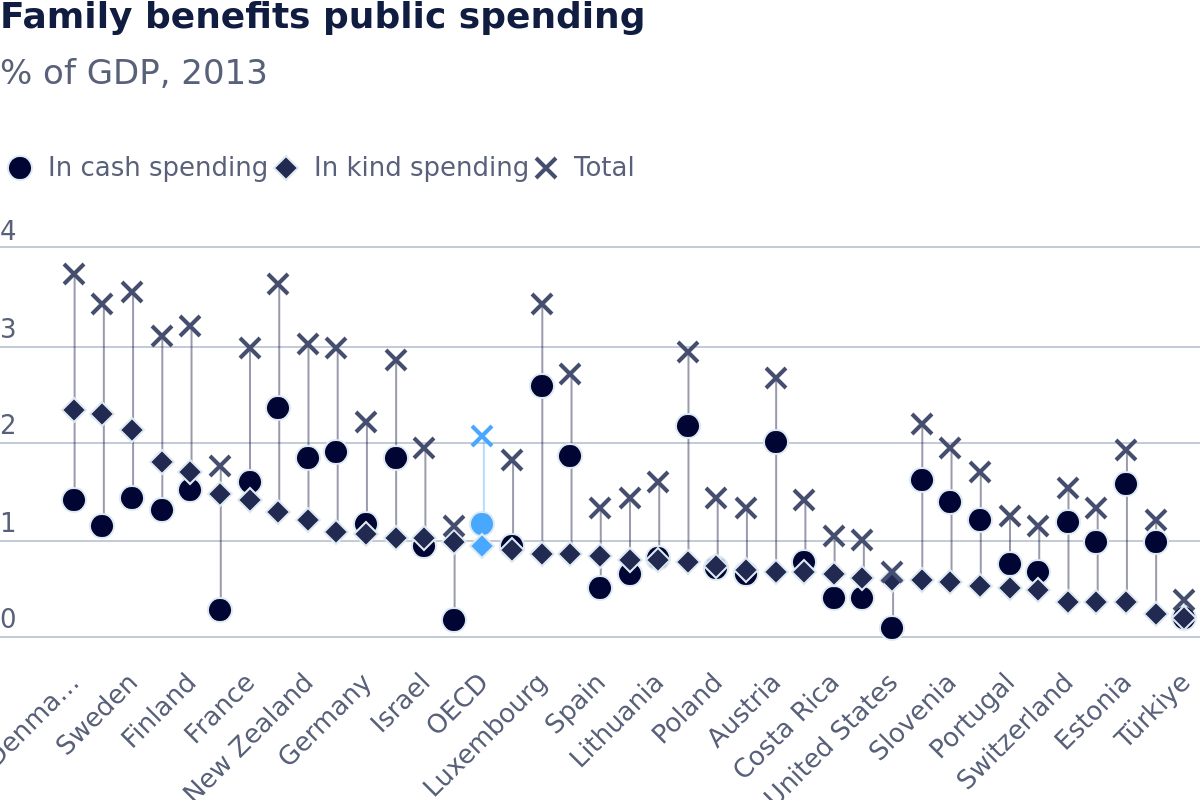 Family benefits public spending
% of GDP, 2013
In cash spending In kind spending Total
4
3
2
1
0
Denma...
Sweden
Finland
France
New Zealand
Germany
Israel
OECD
Luxembourg
Spain
Lithuania
Poland
Austria
Costa Rica
United States
Slovenia
Portugal
Switzerland
Estonia
Türkiye